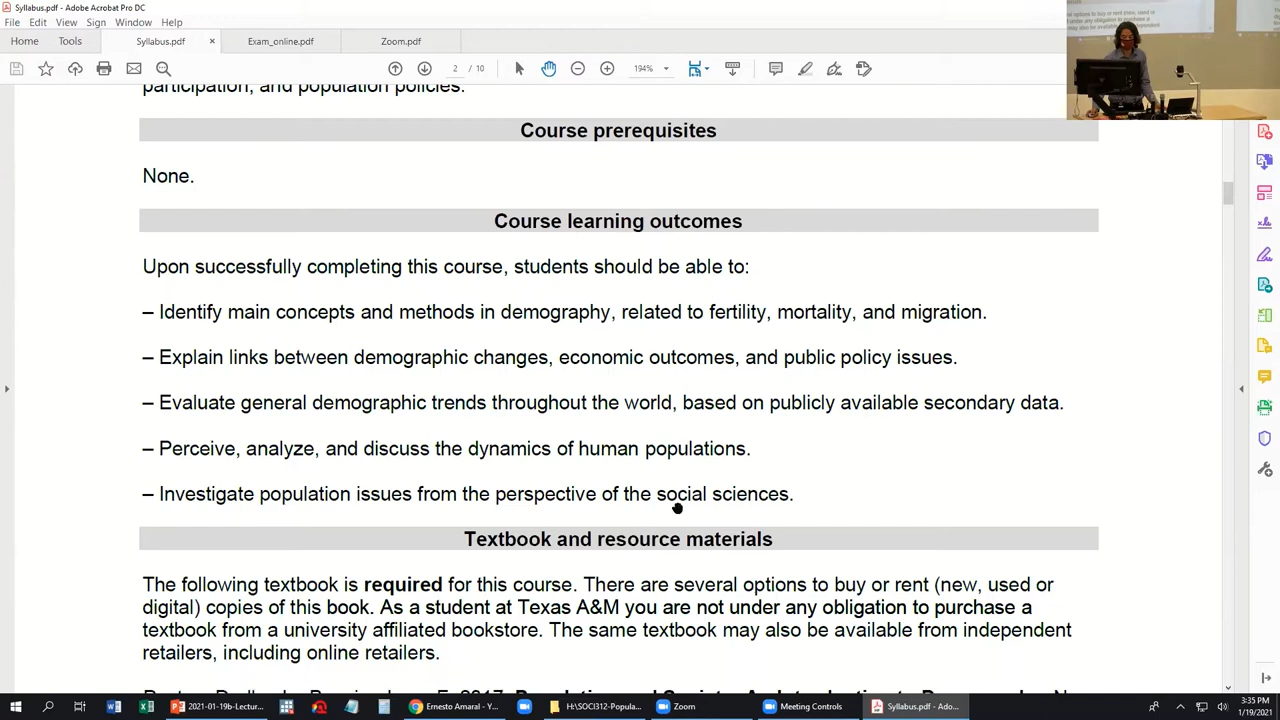 Syllabus.pdf - Adobe Acrobat Pro DC
File Edit View Sign Window Help
Home Tools Syllabus.pdf × Exam_online.pdf Zoom.pdf
2 / 10 194%
participation, and population policies.
Course prerequisites
None.
Course learning outcomes
Upon successfully completing this course, students should be able to:
– Identify main concepts and methods in demography, related to fertility, mortality, and migration.
– Explain links between demographic changes, economic outcomes, and public policy issues.
– Evaluate general demographic trends throughout the world, based on publicly available secondary data.
– Perceive, analyze, and discuss the dynamics of human populations.
– Investigate population issues from the perspective of the social sciences.
Textbook and resource materials
The following textbook is required for this course. There are several options to buy or rent (new, used or
digital) copies of this book. As a student at Texas A&M you are not under any obligation to purchase a
textbook from a university affiliated bookstore. The same textbook may also be available from independent
retailers, including online retailers.
2021-01-19b-Lectur... Ernesto Amaral - Y... H:\SOCI312-Popula... Zoom Meeting Controls Syllabus.pdf - Ado...
3:35 PM
1/19/2021